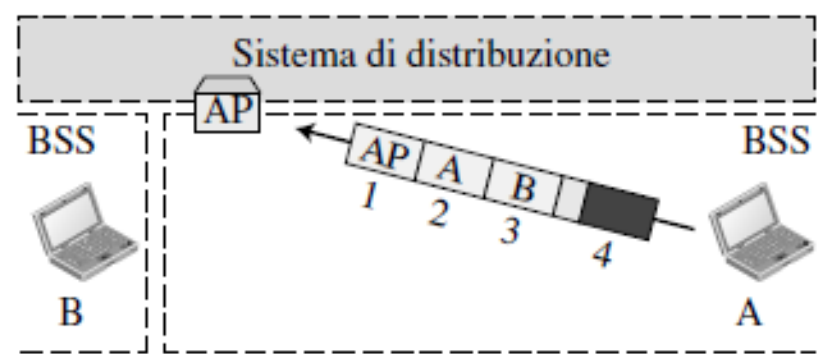 Sistema di distribuzione
AP
BSS
BSS
AP A B
1 2 3 4
B
A